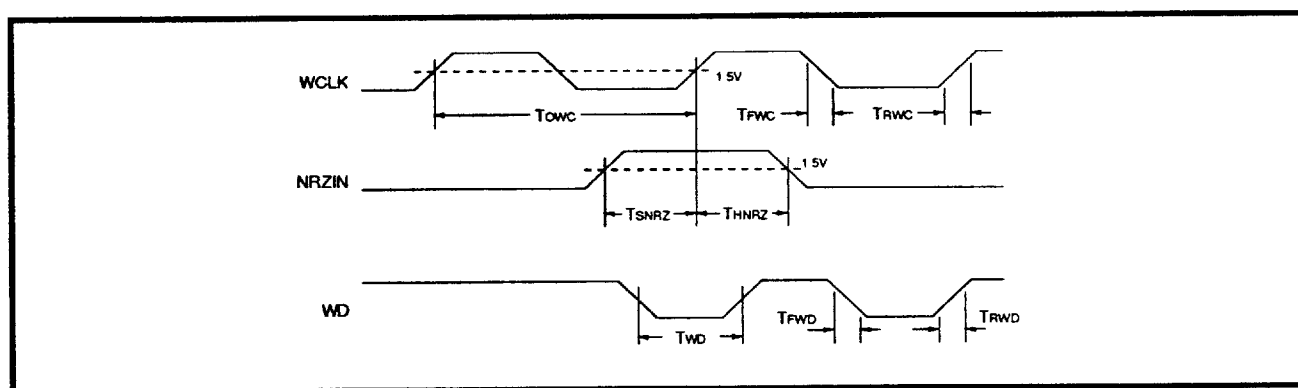 WCLK
1.5V
TOWC
TFWC
TRWC
NRZIN
1.5V
TSNRZ
THNRZ
WD
TWD
TFWD
TRWD